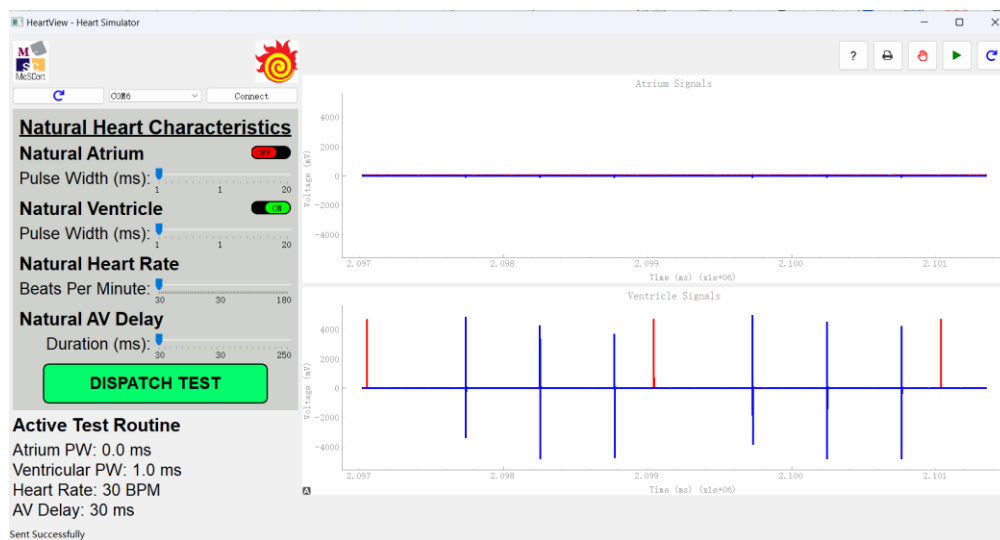 HeartView - Heart Simulator
M
S C
McSCert
?
COM6
Connect
Natural Heart Characteristics
Natural Atrium
OFF
Pulse Width (ms):
1 1 20
Natural Ventricle
ON
Pulse Width (ms):
1 1 20
Natural Heart Rate
Beats Per Minute:
30 30 180
Natural AV Delay
Duration (ms):
30 30 250
DISPATCH TEST
Active Test Routine
Atrium PW: 0.0 ms
Ventricular PW: 1.0 ms
Heart Rate: 30 BPM
AV Delay: 30 ms
Sent Successfully
Atrium Signals
Voltage (mV)
4000
2000
0
−2000
−4000
2.097 2.098 2.099 2.100 2.101
Time (ms) (x1e+06)
Ventricle Signals
Voltage (mV)
4000
2000
0
−2000
−4000
2.097 2.098 2.099 2.100 2.101
Time (ms) (x1e+06)
A